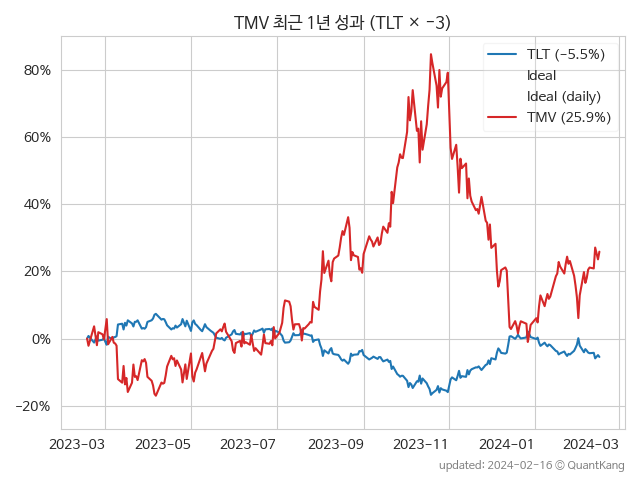 TMV 최근 1년 성과 (TLT × −3)
TLT (−5.5%)
Ideal
Ideal (daily)
TMV (25.9%)
80%
60%
40%
20%
0%
−20%
2023-03
2023-05
2023-07
2023-09
2023-11
2024-01
2024-03
updated: 2024-02-16 © QuantKang